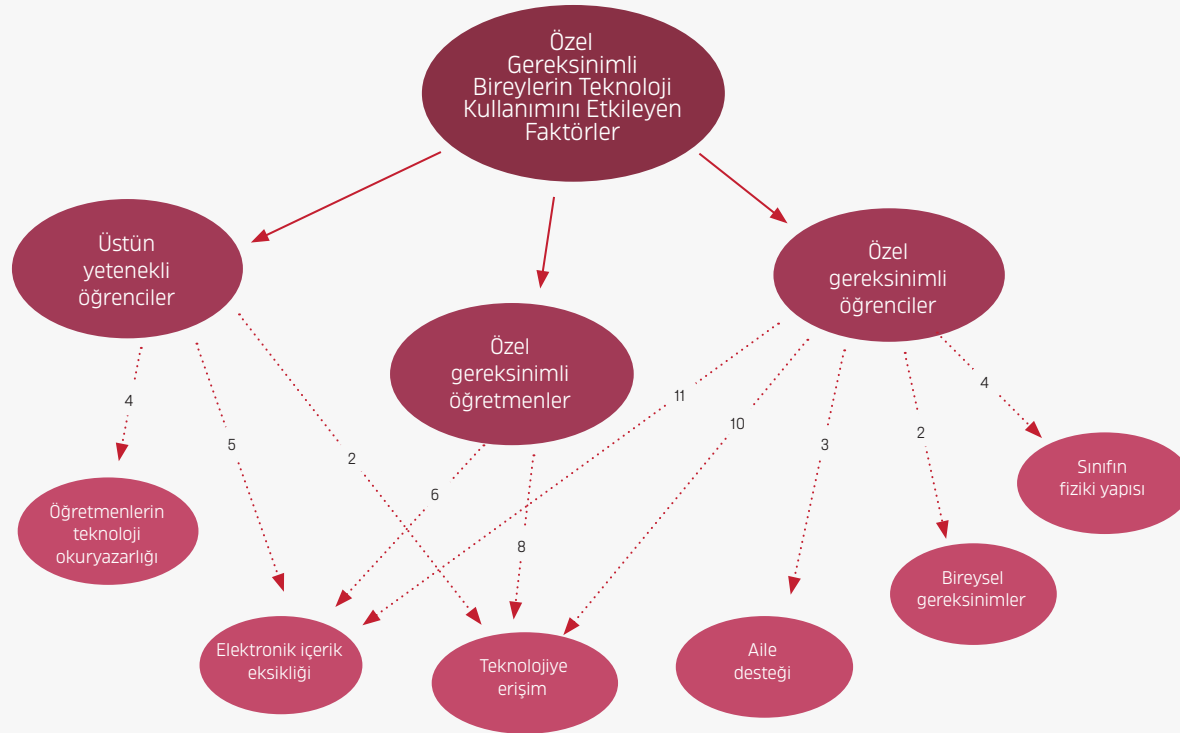 Özel
Gereksinimli
Bireylerin Teknoloji
Kullanımını Etkileyen
Faktörler
Üstün
yetenekli
öğrenciler
Özel
gereksinimli
öğretmenler
Özel
gereksinimli
öğrenciler
4
5
2
6
8
11
10
3
2
4
Öğretmenlerin
teknoloji
okuryazarlığı
Elektronik içerik
eksikliği
Teknolojiye
erişim
Aile
desteği
Bireysel
gereksinimler
Sınıfın
fiziki yapısı